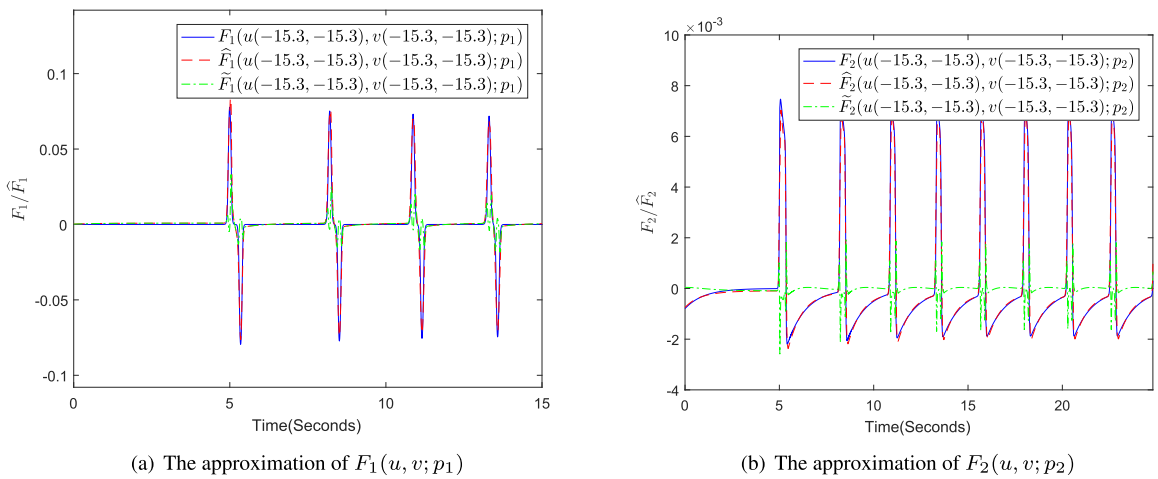 F₁(u(−15.3, −15.3), v(−15.3, −15.3); p₁)
F̂₁(u(−15.3, −15.3), v(−15.3, −15.3); p₁)
F̃₁(u(−15.3, −15.3), v(−15.3, −15.3); p₁)
0.1
0.05
0
-0.05
-0.1
F₁/F̂₁
0 5 10 15
Time(Seconds)
(a) The approximation of F₁(u, v; p₁)
×10⁻³
F₂(u(−15.3, −15.3), v(−15.3, −15.3); p₂)
F̂₂(u(−15.3, −15.3), v(−15.3, −15.3); p₂)
F̃₂(u(−15.3, −15.3), v(−15.3, −15.3); p₂)
10
8
6
4
2
0
-2
-4
F₂/F̂₂
0 5 10 15 20
Time(Seconds)
(b) The approximation of F₂(u, v; p₂)